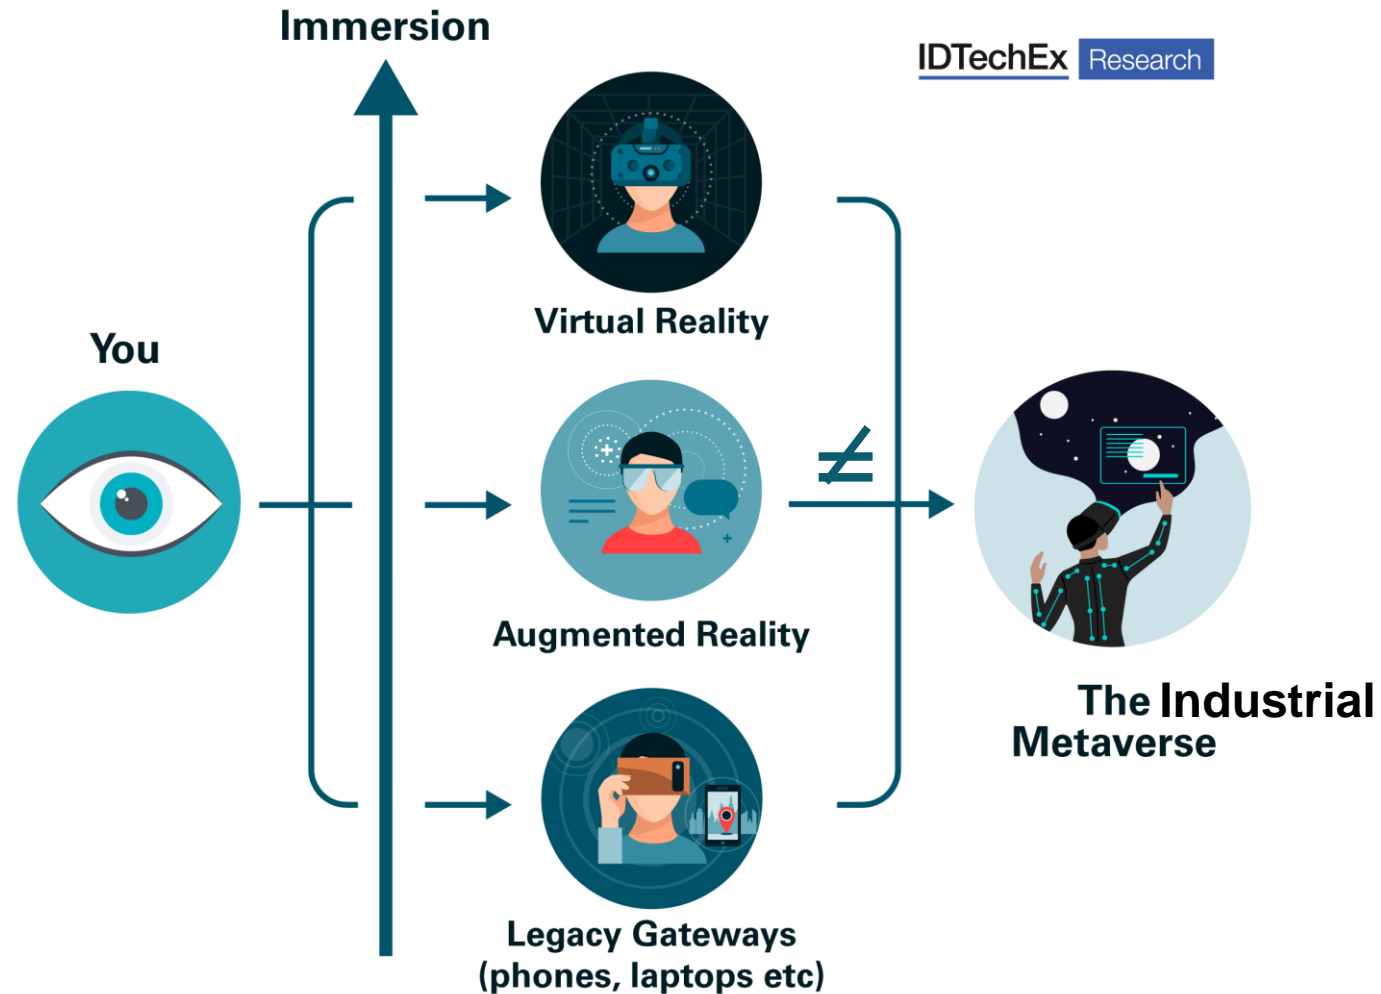 Immersion
IDTechEx Research
Virtual Reality
You
≠
Augmented Reality
The Industrial
Metaverse
Legacy Gateways
(phones, laptops etc)